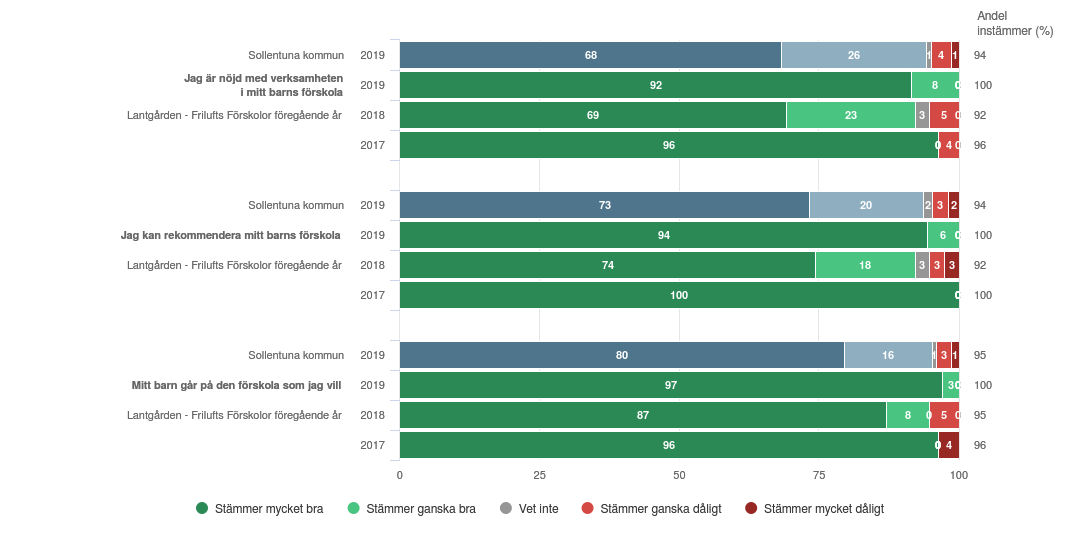 Andel
instämmer (%)
Sollentuna kommun 2019 68 26 1 4 1 94
Jag är nöjd med verksamheten
i mitt barns förskola
2019 92 8 0 100
Lantgården - Frilufts Förskolor föregående år 2018 69 23 3 5 0 92
2017 96 0 4 0 96
Sollentuna kommun 2019 73 20 2 3 2 94
Jag kan rekommendera mitt barns förskola 2019 94 6 0 100
Lantgården - Frilufts Förskolor föregående år 2018 74 18 3 3 3 92
2017 100 0 100
Sollentuna kommun 2019 80 16 1 3 1 95
Mitt barn går på den förskola som jag vill 2019 97 3 0 100
Lantgården - Frilufts Förskolor föregående år 2018 87 8 0 5 0 95
2017 96 0 4 96
0 25 50 75 100
Stämmer mycket bra Stämmer ganska bra Vet inte Stämmer ganska dåligt Stämmer mycket dåligt